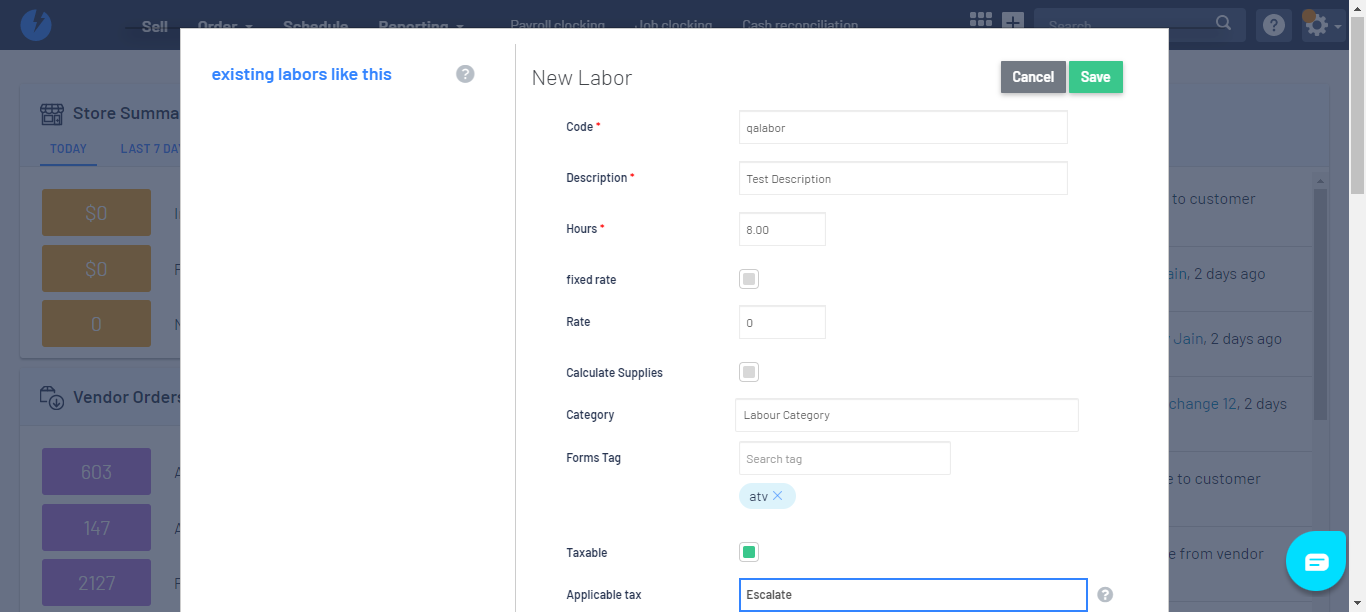 Sell Order Schedule Reporting Payroll clocking Job clocking Cash reconciliation Search
existing labors like this
New Labor
Cancel Save
Code * qalabor
Description * Test Description
Hours * 8.00
fixed rate
Rate 0
Calculate Supplies
Category Labour Category
Forms Tag Search tag
atv
Taxable
Applicable tax Escalate
Store Summa
TODAY LAST 7 DA
$0
$0
0
Vendor Orders
603
147
2127
to customer
ain, 2 days ago
Jain, 2 days ago
change 12, 2 days
e to customer
e from vendor